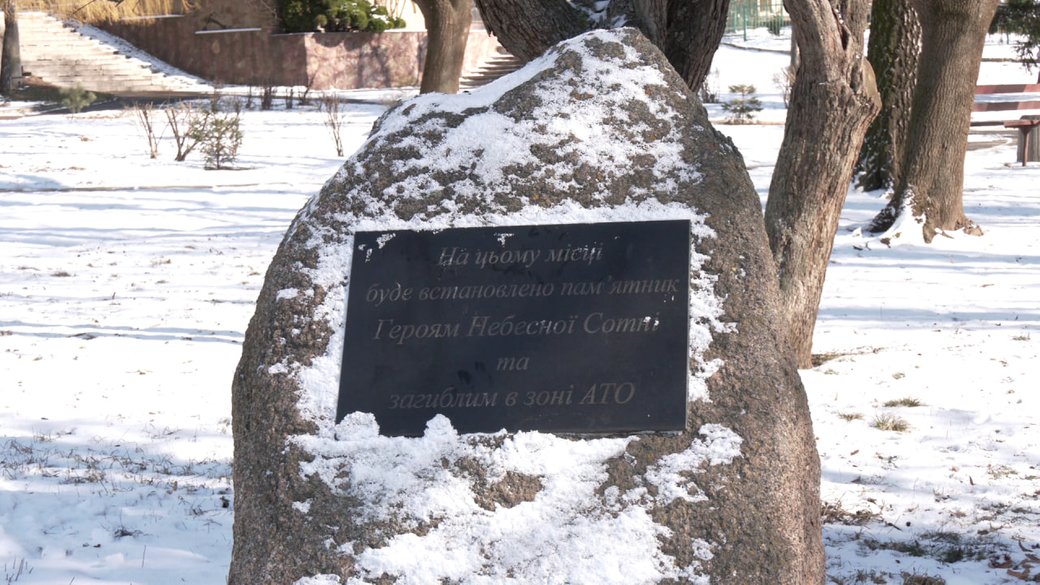 На цьому місці
буде встановлено пам'ятник
Героям Небесної Сотні
та
загиблим в зоні АТО